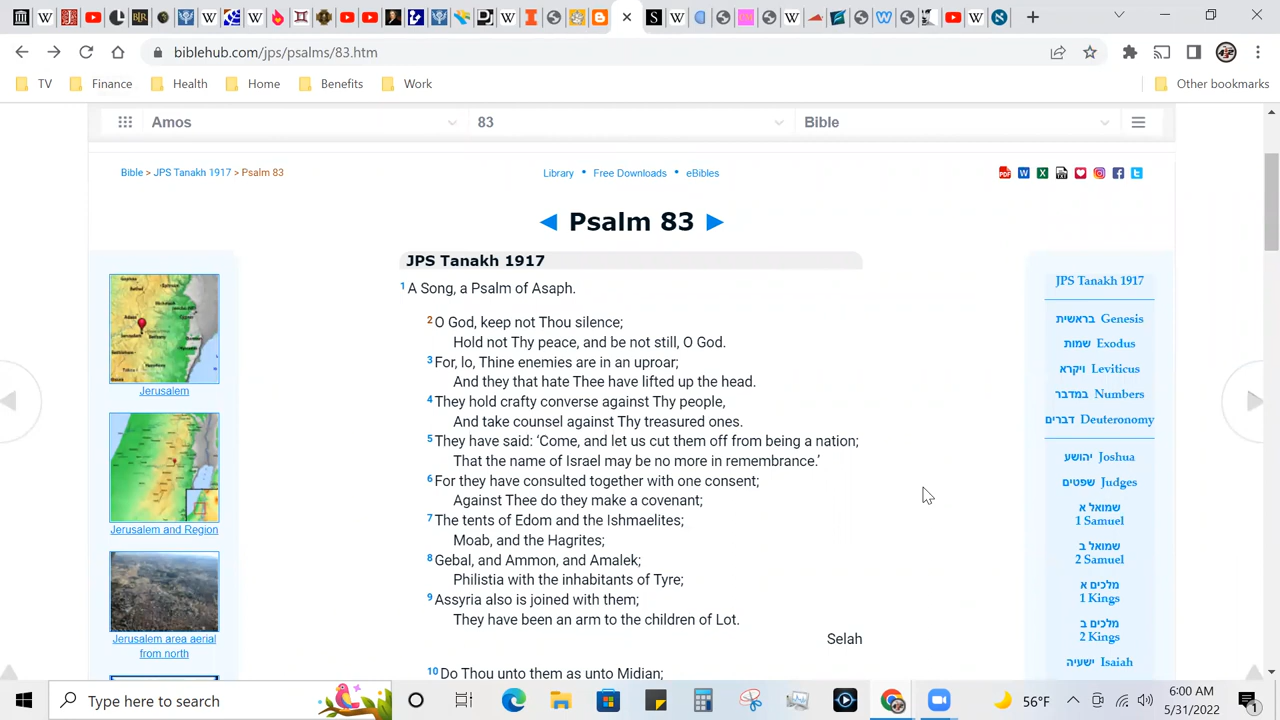 biblehub.com/jps/psalms/83.htm
TV
Finance
Health
Home
Benefits
Work
Other bookmarks
Amos
83
Bible
Bible > JPS Tanakh 1917 > Psalm 83
Library • Free Downloads • eBibles
◄ Psalm 83 ►
JPS Tanakh 1917
1 A Song, a Psalm of Asaph.
2 O God, keep not Thou silence;
Hold not Thy peace, and be not still, O God.
3 For, lo, Thine enemies are in an uproar;
And they that hate Thee have lifted up the head.
4 They hold crafty converse against Thy people,
And take counsel against Thy treasured ones.
5 They have said: ‘Come, and let us cut them off from being a nation;
That the name of Israel may be no more in remembrance.’
6 For they have consulted together with one consent;
Against Thee do they make a covenant;
7 The tents of Edom and the Ishmaelites;
Moab, and the Hagrites;
8 Gebal, and Ammon, and Amalek;
Philistia with the inhabitants of Tyre;
9 Assyria also is joined with them;
They have been an arm to the children of Lot.
Selah
10 Do Thou unto them as unto Midian;
Jerusalem
Jerusalem and Region
Jerusalem area aerial
from north
JPS Tanakh 1917
בראשית Genesis
שמות Exodus
ויקרא Leviticus
במדבר Numbers
דברים Deuteronomy
יהושע Joshua
שפטים Judges
שמואל א
1 Samuel
שמואל ב
2 Samuel
מלכים א
1 Kings
מלכים ב
2 Kings
ישעיה Isaiah
Type here to search
56°F
6:00 AM
5/31/2022
1